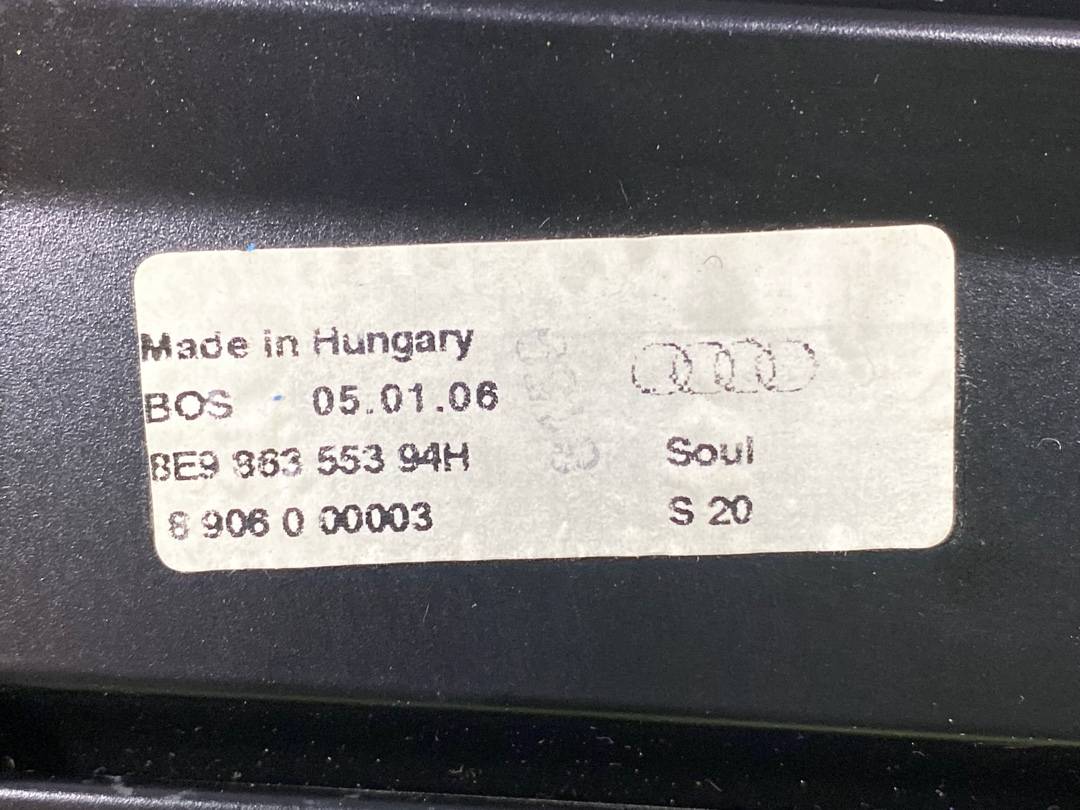 Made in Hungary
BOS 05.01.06
8E9 863 553 94H
8 906 0 00003
Soul
S 20